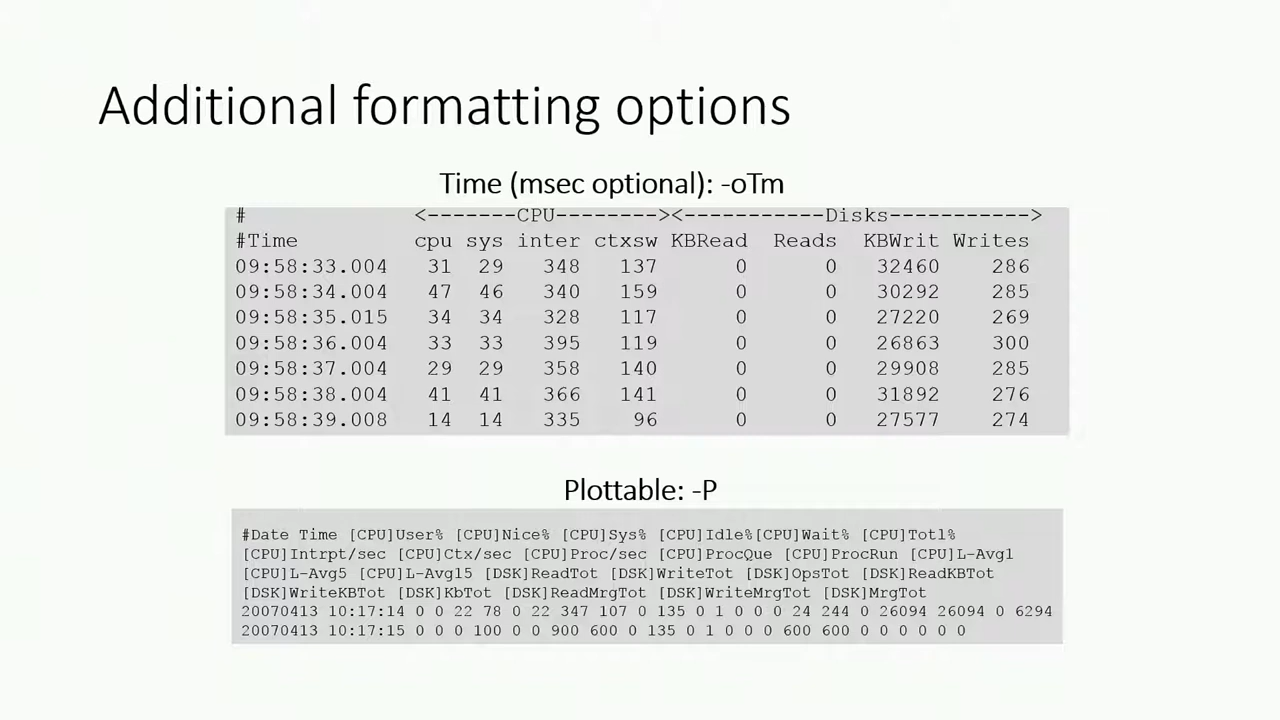 Additional formatting options
Time (msec optional): -oTm
# <-------CPU--------><-----------Disks----------->
#Time cpu sys inter ctxsw KBRead Reads KBWrit Writes
09:58:33.004 31 29 348 137 0 0 32460 286
09:58:34.004 47 46 340 159 0 0 30292 285
09:58:35.015 34 34 328 117 0 0 27220 269
09:58:36.004 33 33 395 119 0 0 26863 300
09:58:37.004 29 29 358 140 0 0 29908 285
09:58:38.004 41 41 366 141 0 0 31892 276
09:58:39.008 14 14 335 96 0 0 27577 274
Plottable: -P
#Date Time [CPU]User% [CPU]Nice% [CPU]Sys% [CPU]Idle%[CPU]Wait% [CPU]Totl%
[CPU]Intrpt/sec [CPU]Ctx/sec [CPU]Proc/sec [CPU]ProcQue [CPU]ProcRun [CPU]L-Avg1
[CPU]L-Avg5 [CPU]L-Avg15 [DSK]ReadTot [DSK]WriteTot [DSK]OpsTot [DSK]ReadKBTot
[DSK]WriteKBTot [DSK]KbTot [DSK]ReadMrgTot [DSK]WriteMrgTot [DSK]MrgTot
20070413 10:17:14 0 0 22 78 0 22 347 107 0 135 0 1 0 0 0 24 244 0 26094 26094 0 6294
20070413 10:17:15 0 0 0 100 0 0 900 600 0 135 0 1 0 0 0 600 600 0 0 0 0 0 0